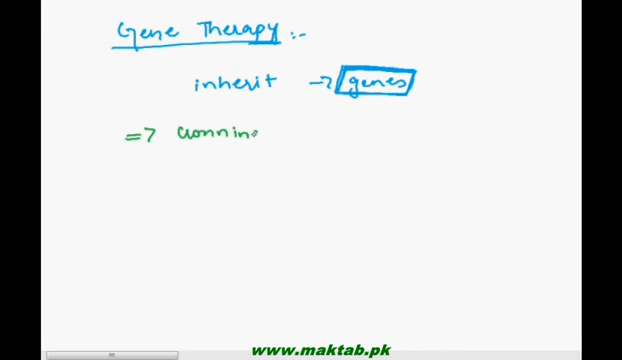 Gene Therapy :-
inherit → genes
=> Clonnin
www.maktab.pk